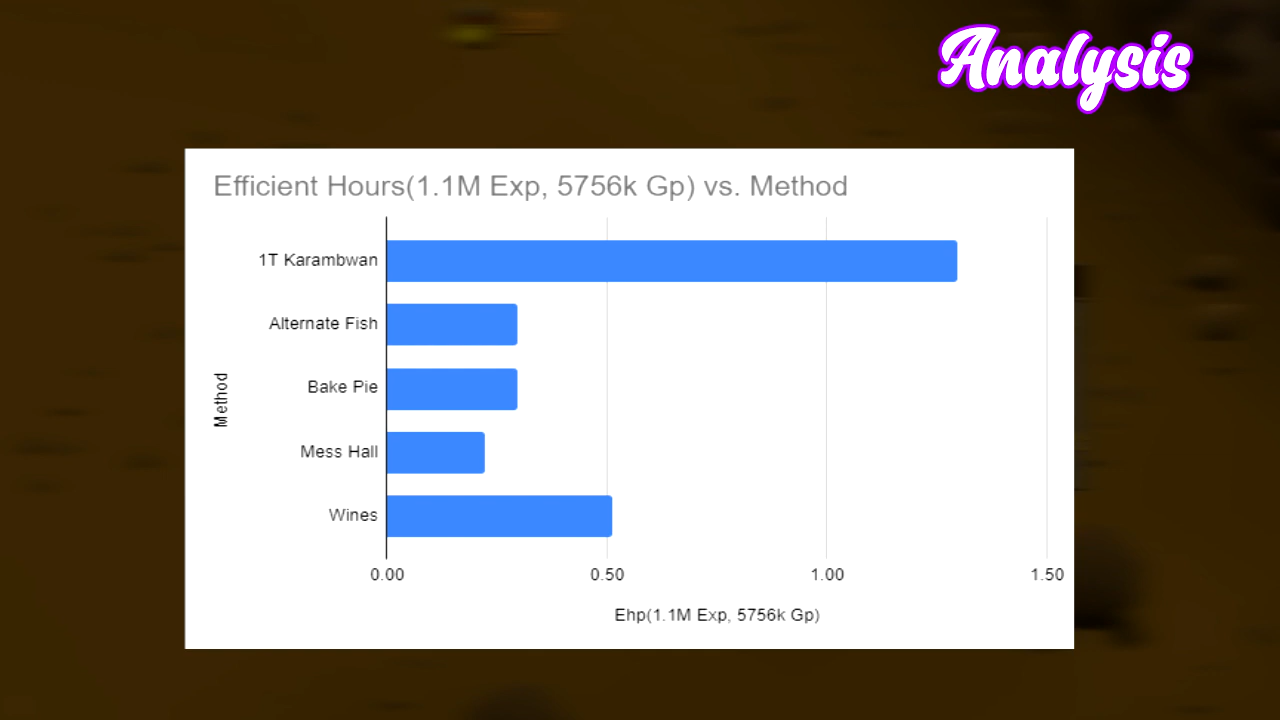 Analysis
Efficient Hours(1.1M Exp, 5756k Gp) vs. Method
1T Karambwan
Alternate Fish
Bake Pie
Mess Hall
Wines
Method
0.00 0.50 1.00 1.50
Ehp(1.1M Exp, 5756k Gp)